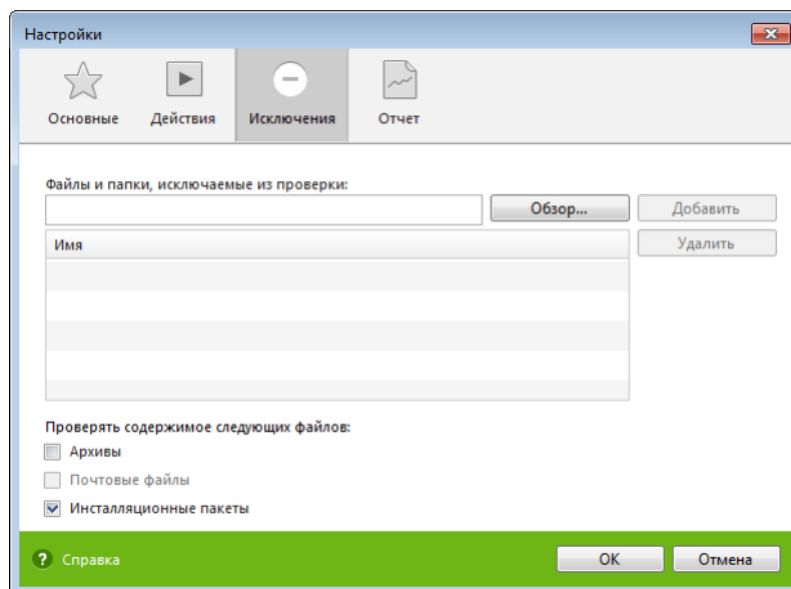 Настройки
Основные Действия Исключения Отчет
Файлы и папки, исключаемые из проверки:
Обзор... Добавить
Имя Удалить
Проверять содержимое следующих файлов:
Архивы
Почтовые файлы
Инсталляционные пакеты
? Справка OK Отмена